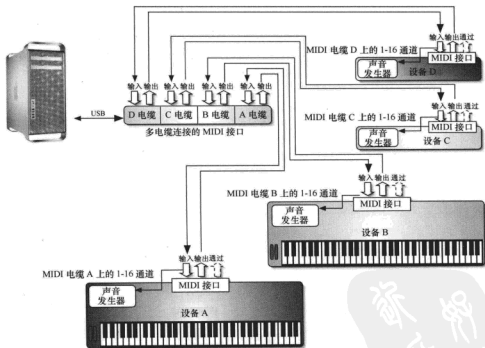 MIDI 电缆 D 上的 1-16 通道
输入 输出 通过
MIDI 接口
声音
发生器
设备 D
输入 输出 输入 输出 输入 输出 输入 输出
USB
D 电缆 C 电缆 B 电缆 A 电缆
多电缆连接的 MIDI 接口
MIDI 电缆 C 上的 1-16 通道
输入 输出 通过
MIDI 接口
声音
发生器
设备 C
MIDI 电缆 B 上的 1-16 通道
输入 输出 通过
MIDI 接口
声音
发生器
设备 B
MIDI 电缆 A 上的 1-16 通道
输入 输出 通过
MIDI 接口
声音
发生器
设备 A